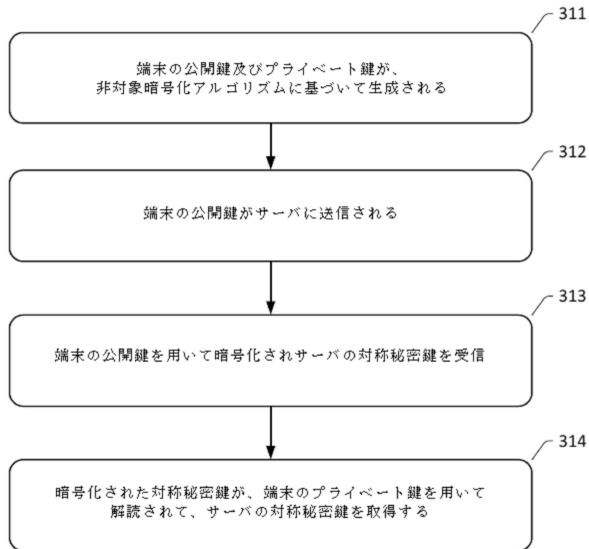 311
端末の公開鍵及びプライベート鍵が、
非対象暗号化アルゴリズムに基づいて生成される
312
端末の公開鍵がサーバに送信される
313
端末の公開鍵を用いて暗号化されサーバの対称秘密鍵を受信
314
暗号化された対称秘密鍵が、端末のプライベート鍵を用いて
解読されて、サーバの対称秘密鍵を取得する